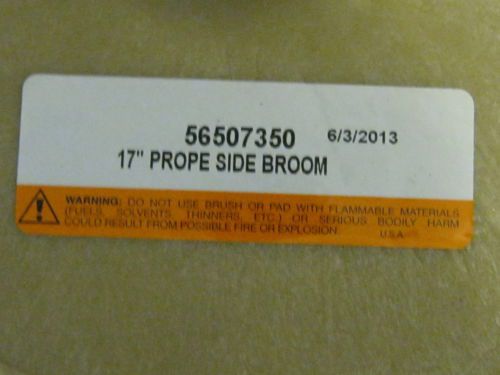 56507350 6/3/2013
17" PROPE SIDE BROOM
WARNING: DO NOT USE BRUSH OR PAD WITH FLAMMABLE MATERIALS
(FUELS, SOLVENTS, THINNERS, ETC.) OR SERIOUS BODILY HARM
COULD RESULT FROM POSSIBLE FIRE OR EXPLOSION. U.S.A.